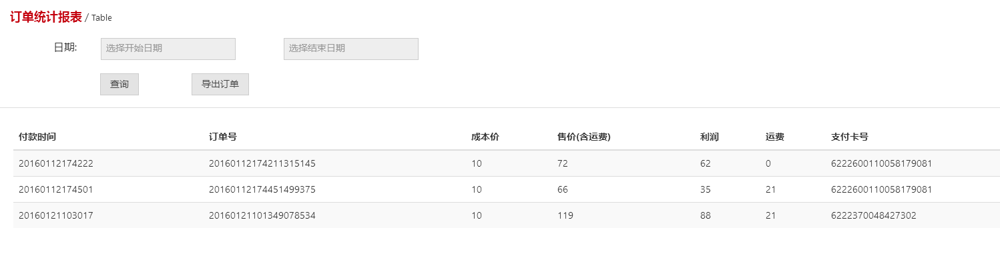 订单统计报表 / Table
日期: 选择开始日期 选择结束日期
查询 导出订单
付款时间 订单号 成本价 售价(含运费) 利润 运费 支付卡号
20160112174222 20160112174211315145 10 72 62 0 6222600110058179081
20160112174501 20160112174451499375 10 66 35 21 6222600110058179081
20160121103017 20160121101349078534 10 119 88 21 6222370048427302